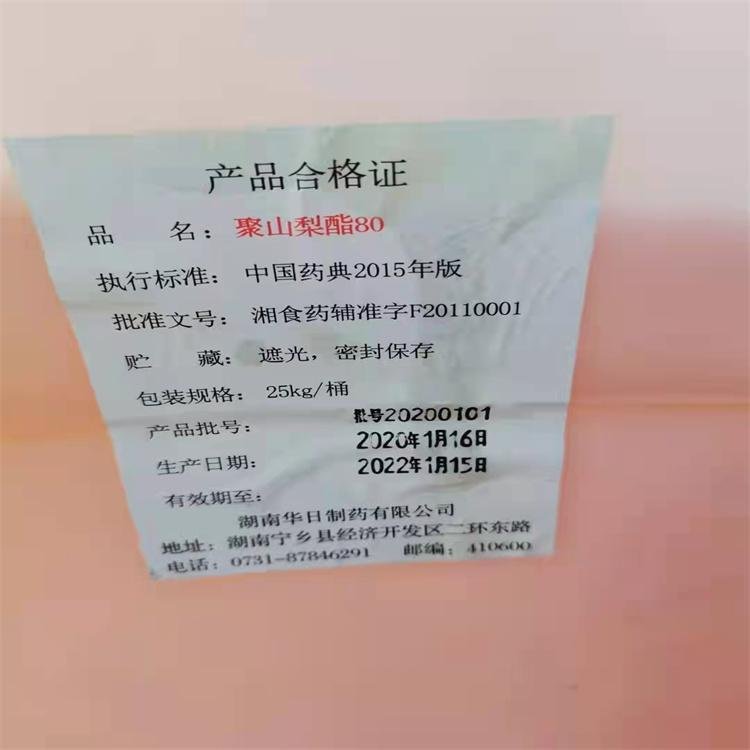 产品合格证
品 名：聚山梨酯80
执行标准：中国药典2015年版
批准文号：湘食药辅准字F20110001
贮 藏：遮光，密封保存
包装规格：25kg/桶
产品批号：批号20200101
生产日期：2020年1月16日
有效期至：2022年1月15日
湖南华日制药有限公司
地址：湖南宁乡县经济开发区二环东路
电话：0731-87846291 邮编：410600